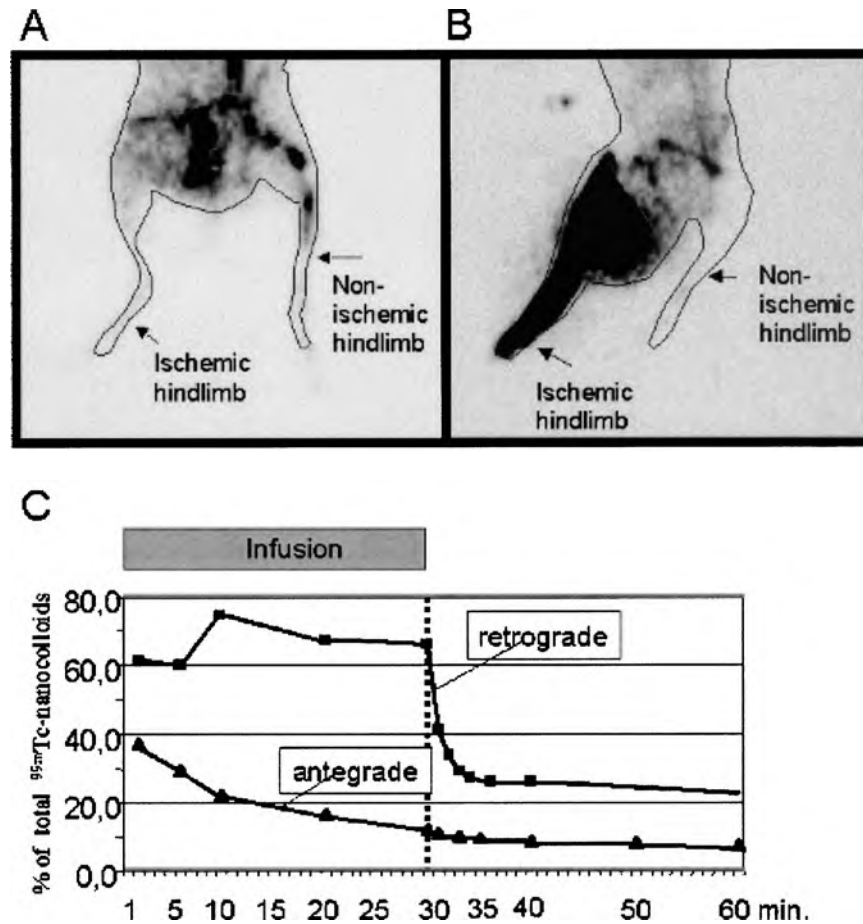 A
B
Non-
ischemic
hindlimb
Ischemic
hindlimb
Non-
ischemic
hindlimb
Ischemic
hindlimb
C
Infusion
% of total ⁹⁹ᵐTc-nanocolloids
80,0
60,0
40,0
20,0
0,0
retrograde
antegrade
1 5 10 15 20 25 30 35 40 50 60 min.